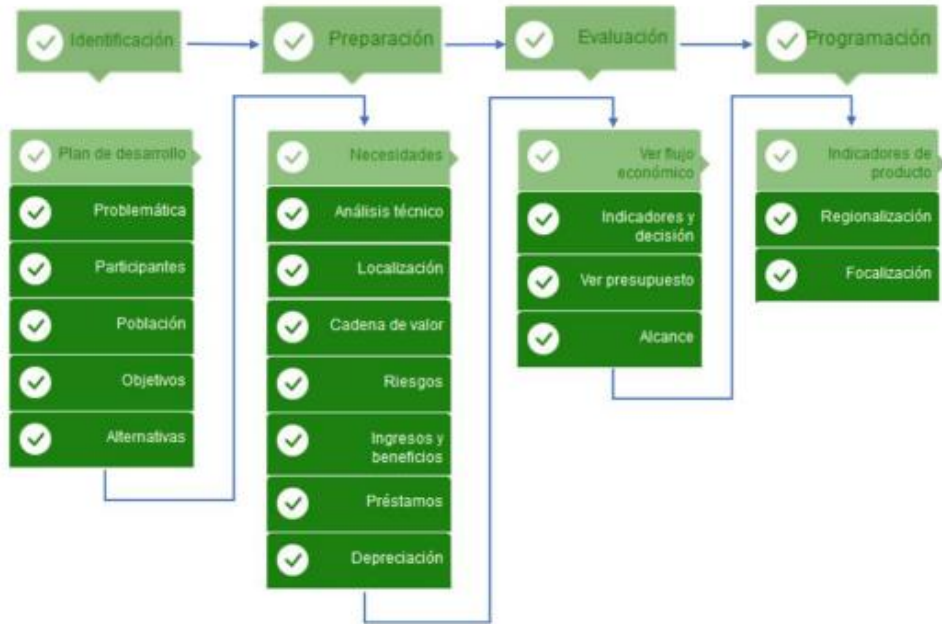 Identificación
Preparación
Evaluación
Programación
Plan de desarrollo
Problemática
Participantes
Población
Objetivos
Alternativas
Necesidades
Análisis técnico
Localización
Cadena de valor
Riesgos
Ingresos y
beneficios
Préstamos
Depreciación
Ver flujo
económico
Indicadores y
decisión
Ver presupuesto
Alcance
Indicadores de
producto
Regionalización
Focalización